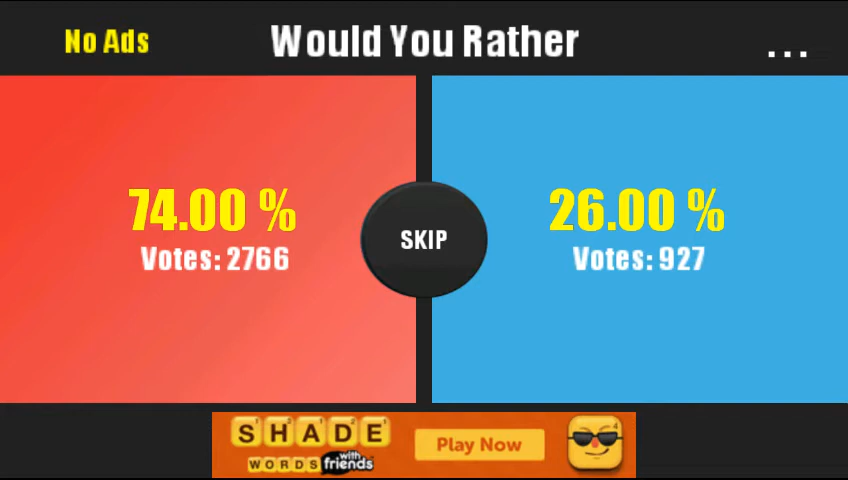 No Ads
Would You Rather
...
74.00 %
Votes: 2766
SKIP
26.00 %
Votes: 927
SHADE
WORDS with friends
Play Now